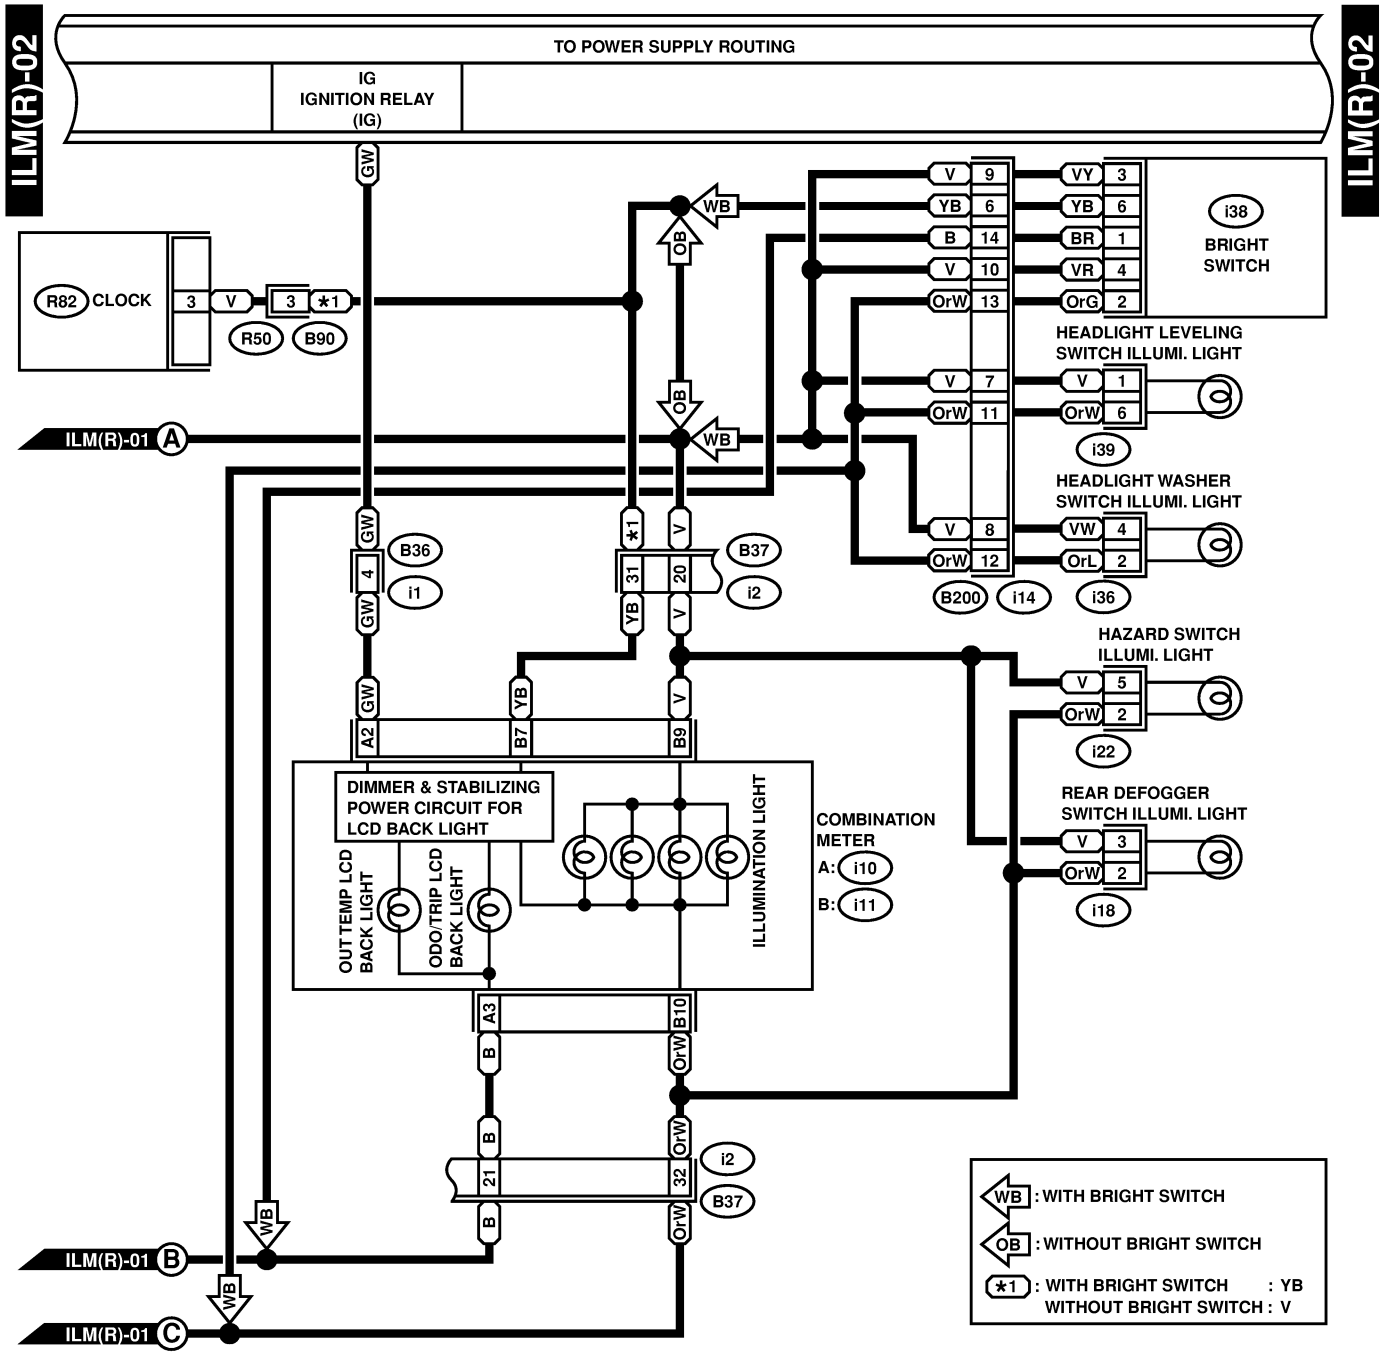 ILM(R)-02
ILM(R)-02
TO POWER SUPPLY ROUTING
IG
IGNITION RELAY
(IG)
GW
R82 CLOCK
3 V 3 *1
R50 B90
WB
OB
OB
WB
V 9 VY 3
YB 6 YB 6
B 14 BR 1
V 10 VR 4
OrW 13 OrG 2
i38
BRIGHT
SWITCH
HEADLIGHT LEVELING
SWITCH ILLUMI. LIGHT
V 7 V 1
OrW 11 OrW 6
i39
ILM(R)-01 A
HEADLIGHT WASHER
SWITCH ILLUMI. LIGHT
V 8 VW 4
OrW 12 OrL 2
B200 i14 i36
GW
4
GW
B36
i1
*1 V
31 20
YB V
B37
i2
HAZARD SWITCH
ILLUMI. LIGHT
V 5
OrW 2
i22
GW YB V
A2 B7 B9
DIMMER & STABILIZING
POWER CIRCUIT FOR
LCD BACK LIGHT
OUT TEMP LCD
BACK LIGHT
ODO/TRIP LCD
BACK LIGHT
ILLUMINATION LIGHT
COMBINATION
METER
A: i10
B: i11
REAR DEFOGGER
SWITCH ILLUMI. LIGHT
V 3
OrW 2
i18
A3 B10
B OrW
B OrW
21 32
B OrW
i2
B37
WB
ILM(R)-01 B
WB
ILM(R)-01 C
WB : WITH BRIGHT SWITCH
OB : WITHOUT BRIGHT SWITCH
*1 : WITH BRIGHT SWITCH : YB
WITHOUT BRIGHT SWITCH : V